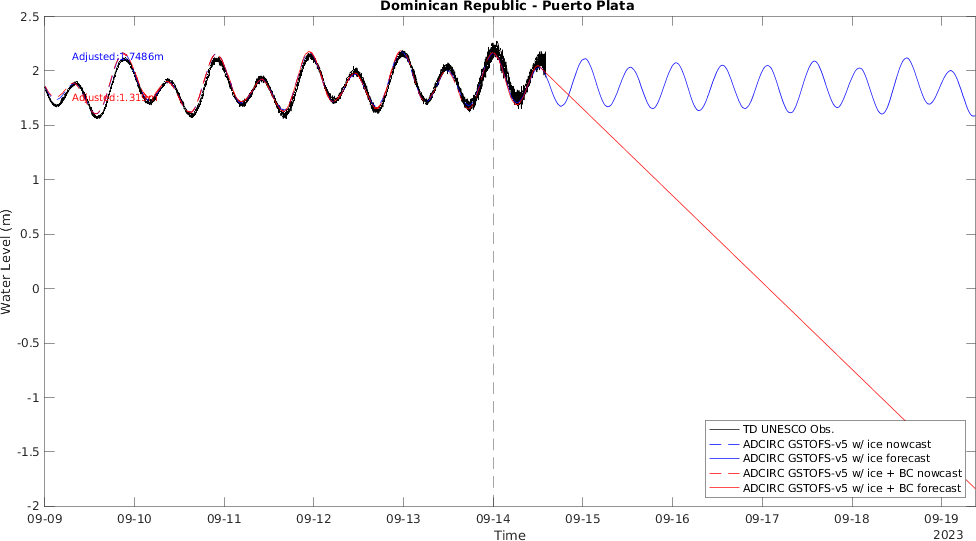 Dominican Republic - Puerto Plata
2.5
2
1.5
1
0.5
0
-0.5
-1
-1.5
-2
Water Level (m)
Adjusted:1.7486m
TD UNESCO Obs.
ADCIRC GSTOFS-v5 w/ ice nowcast
ADCIRC GSTOFS-v5 w/ ice forecast
ADCIRC GSTOFS-v5 w/ ice + BC nowcast
ADCIRC GSTOFS-v5 w/ ice + BC forecast
09-09 09-10 09-11 09-12 09-13 09-14 09-15 09-16 09-17 09-18 09-19
Time
2023